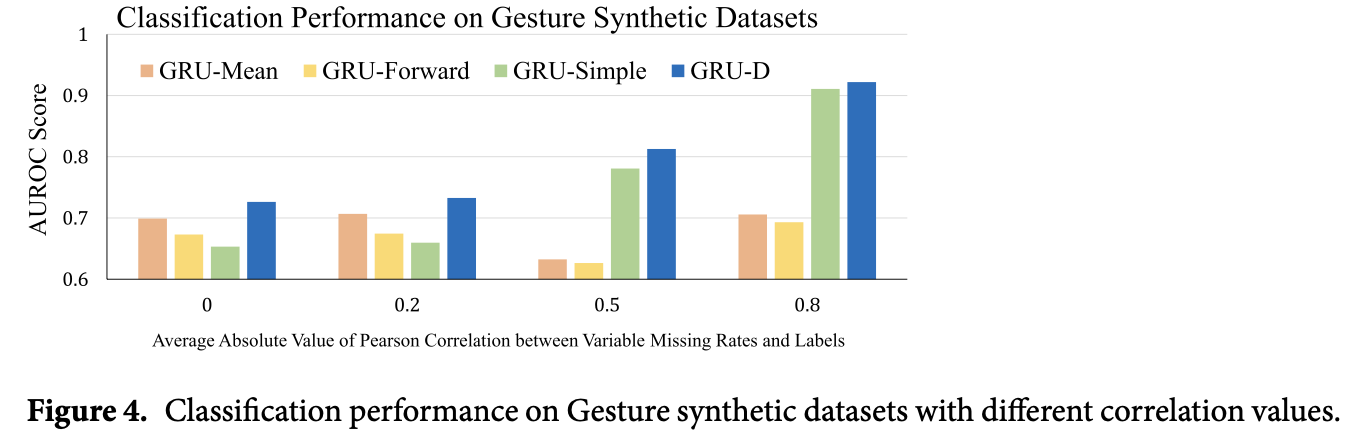 Classification Performance on Gesture Synthetic Datasets
1
GRU-Mean GRU-Forward GRU-Simple GRU-D
0.9
0.8
0.7
0.6
AUROC Score
0 0.2 0.5 0.8
Average Absolute Value of Pearson Correlation between Variable Missing Rates and Labels
Figure 4. Classification performance on Gesture synthetic datasets with different correlation values.